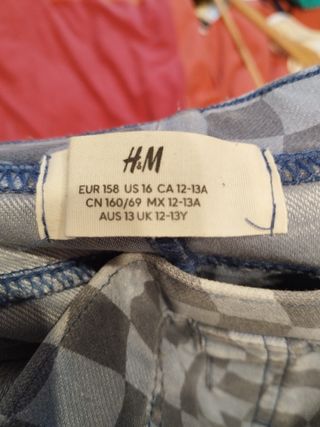 H&M
EUR 158 US 16 CA 12-13A
CN 160/69 MX 12-13A
AUS 13 UK 12-13Y